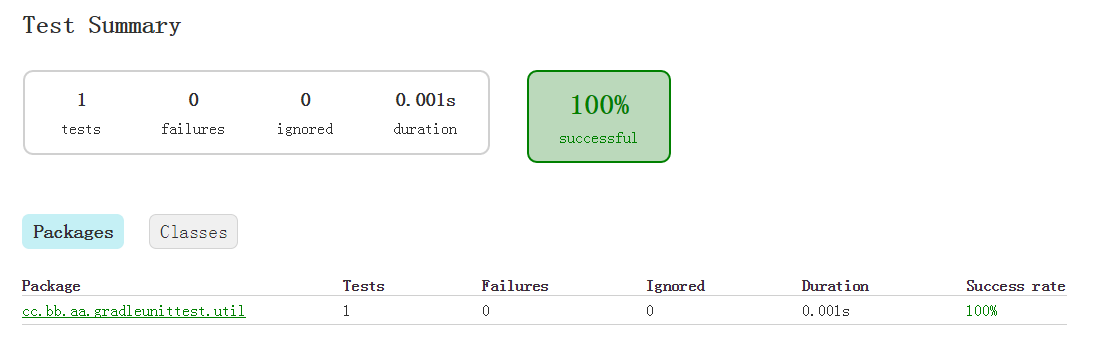 Test Summary
1 0 0 0.001s
tests failures ignored duration
100%
successful
Packages Classes
Package Tests Failures Ignored Duration Success rate
cc.bb.aa.gradleunittest.util 1 0 0 0.001s 100%